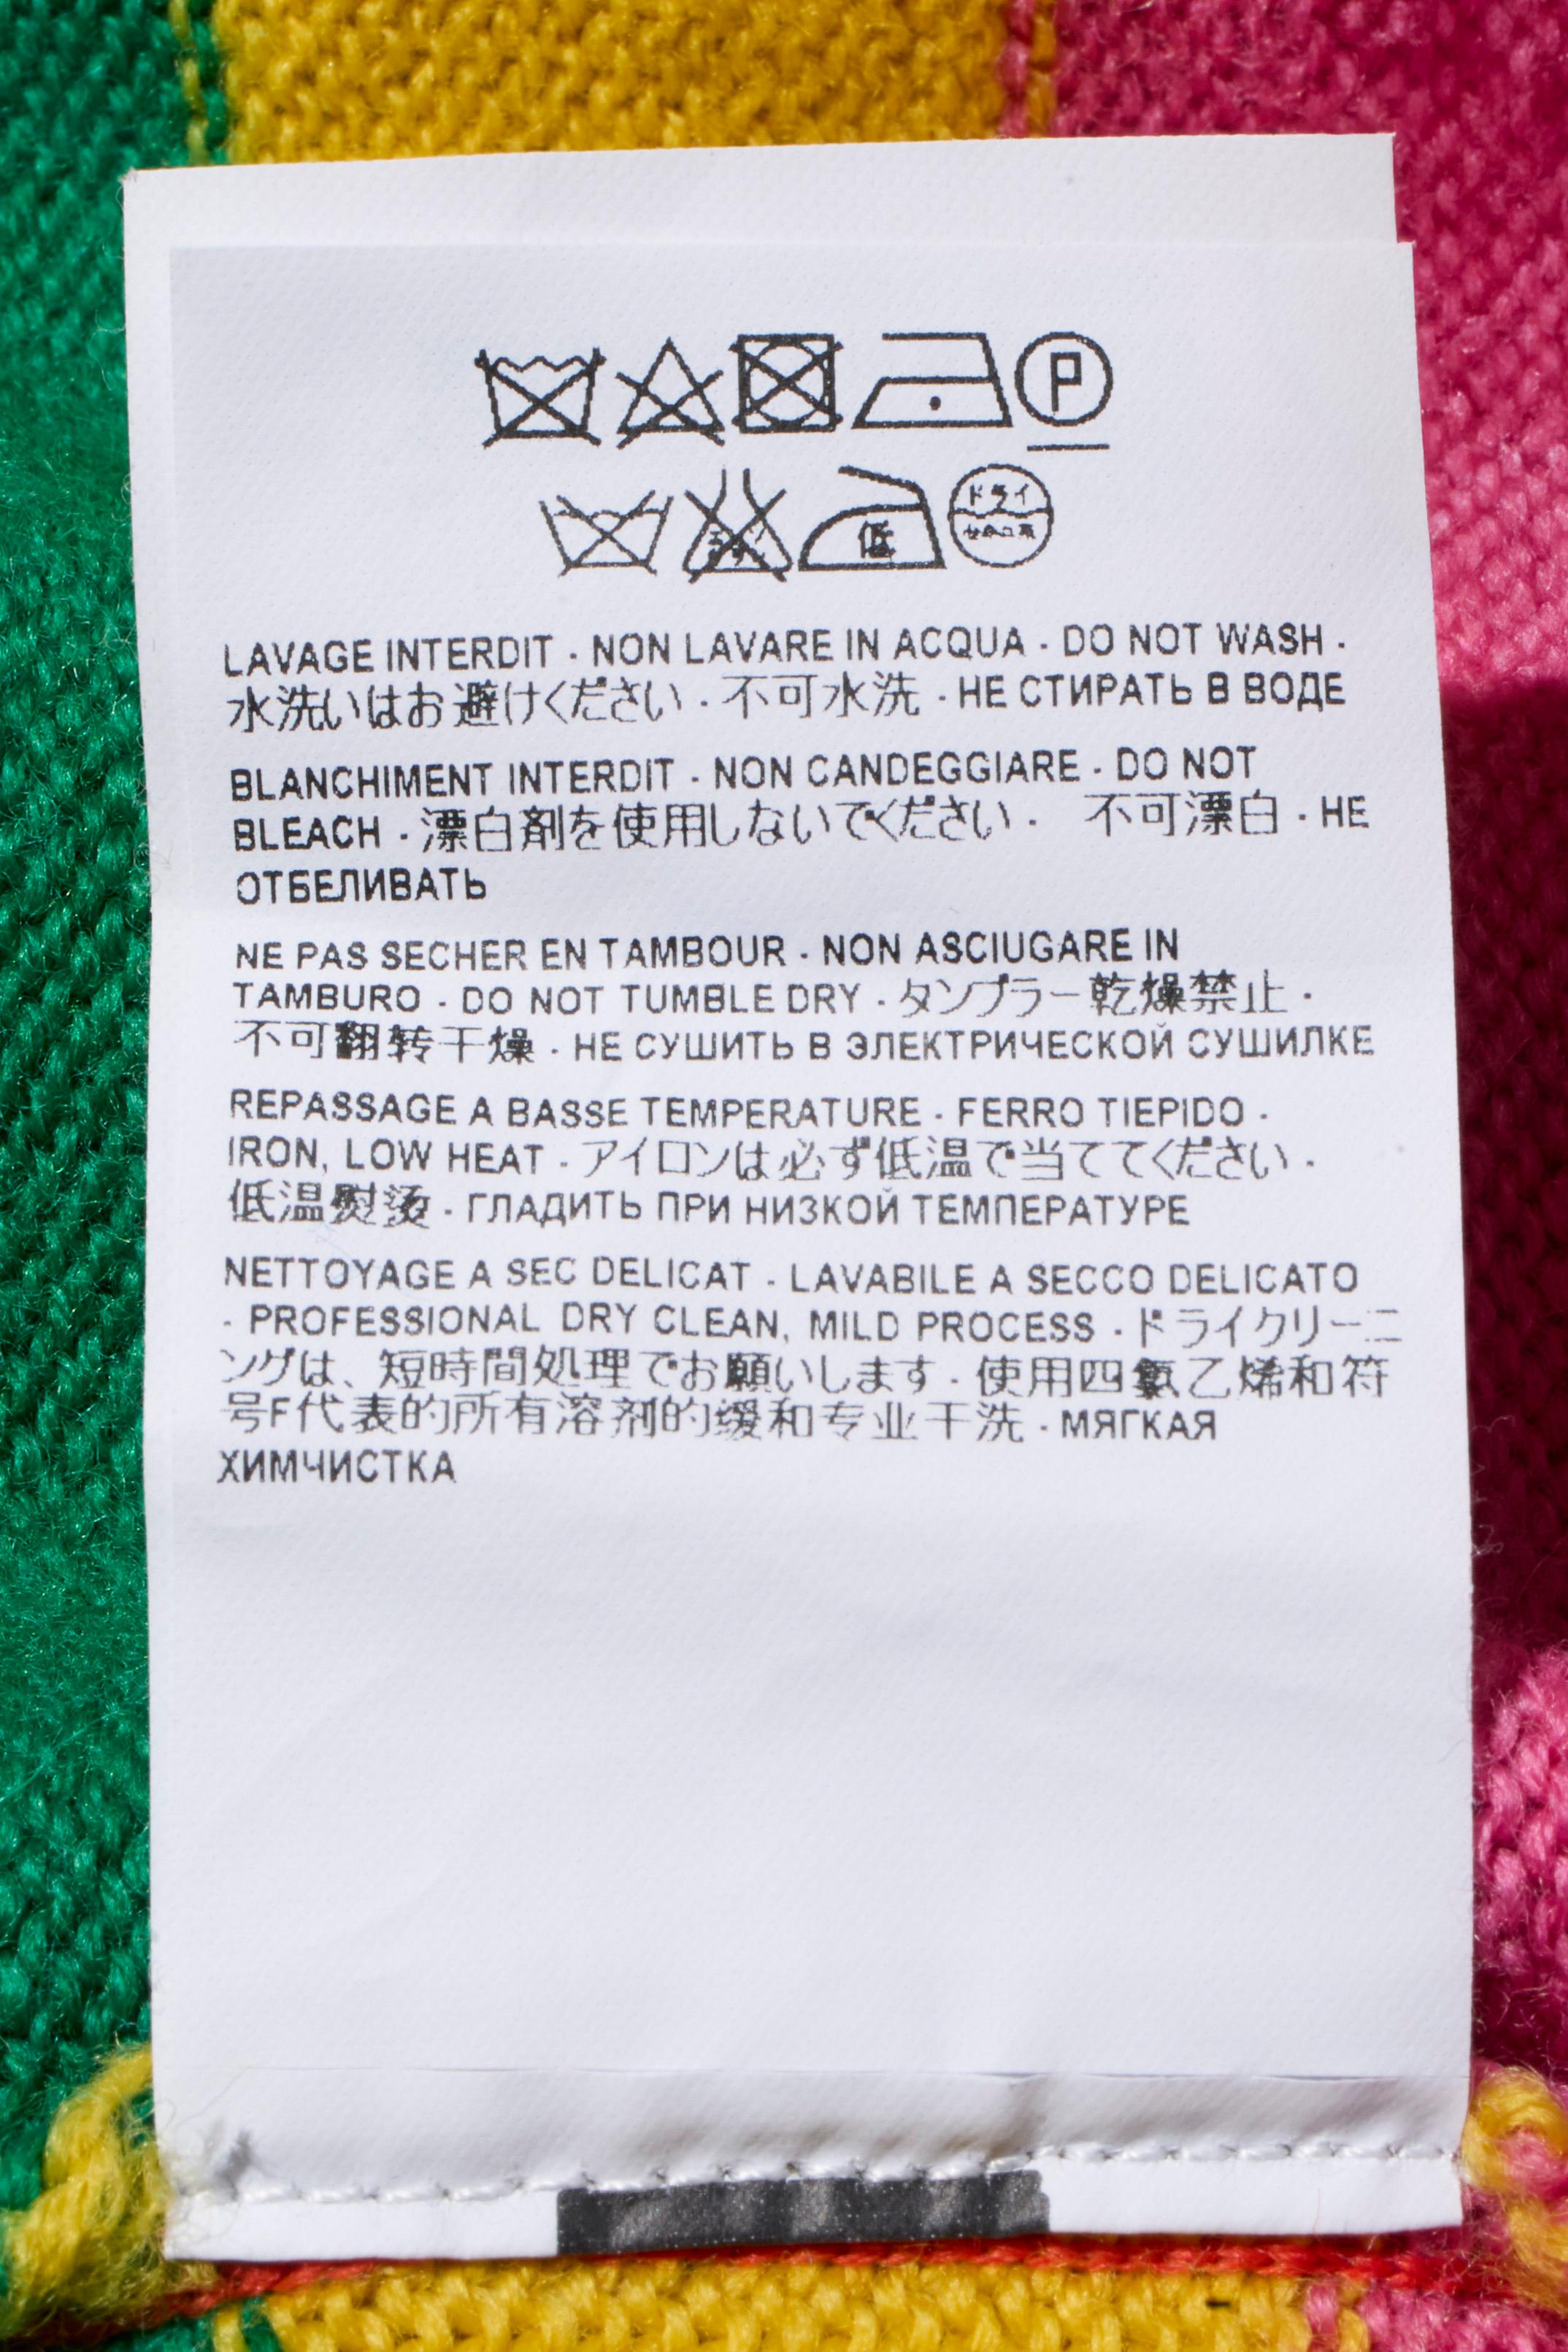 P
低
ドライ
LAVAGE INTERDIT - NON LAVARE IN ACQUA - DO NOT WASH -
水洗いはお避けください - 不可水洗 - НЕ СТИРАТЬ В ВОДЕ
BLANCHIMENT INTERDIT - NON CANDEGGIARE - DO NOT
BLEACH - 漂白剤を使用しないでください - 不可漂白 - НЕ
ОТБЕЛИВАТЬ
NE PAS SECHER EN TAMBOUR - NON ASCIUGARE IN
TAMBURO - DO NOT TUMBLE DRY - タンブラー乾燥禁止 -
不可翻转干燥 - НЕ СУШИТЬ В ЭЛЕКТРИЧЕСКОЙ СУШИЛКЕ
REPASSAGE A BASSE TEMPERATURE - FERRO TIEPIDO -
IRON, LOW HEAT - アイロンは必ず低温で当ててください -
低温熨烫 - ГЛАДИТЬ ПРИ НИЗКОЙ ТЕМПЕРАТУРЕ
NETTOYAGE A SEC DELICAT - LAVABILE A SECCO DELICATO
- PROFESSIONAL DRY CLEAN, MILD PROCESS - ドライクリーニ
ングは、短時間処理でお願いします - 使用四氯乙烯和符
号F代表的所有溶剂的缓和专业干洗 - МЯГКАЯ
ХИМЧИСТКА